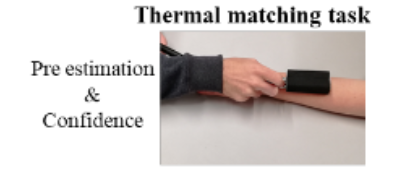 Thermal matching task
Pre estimation
&
Confidence